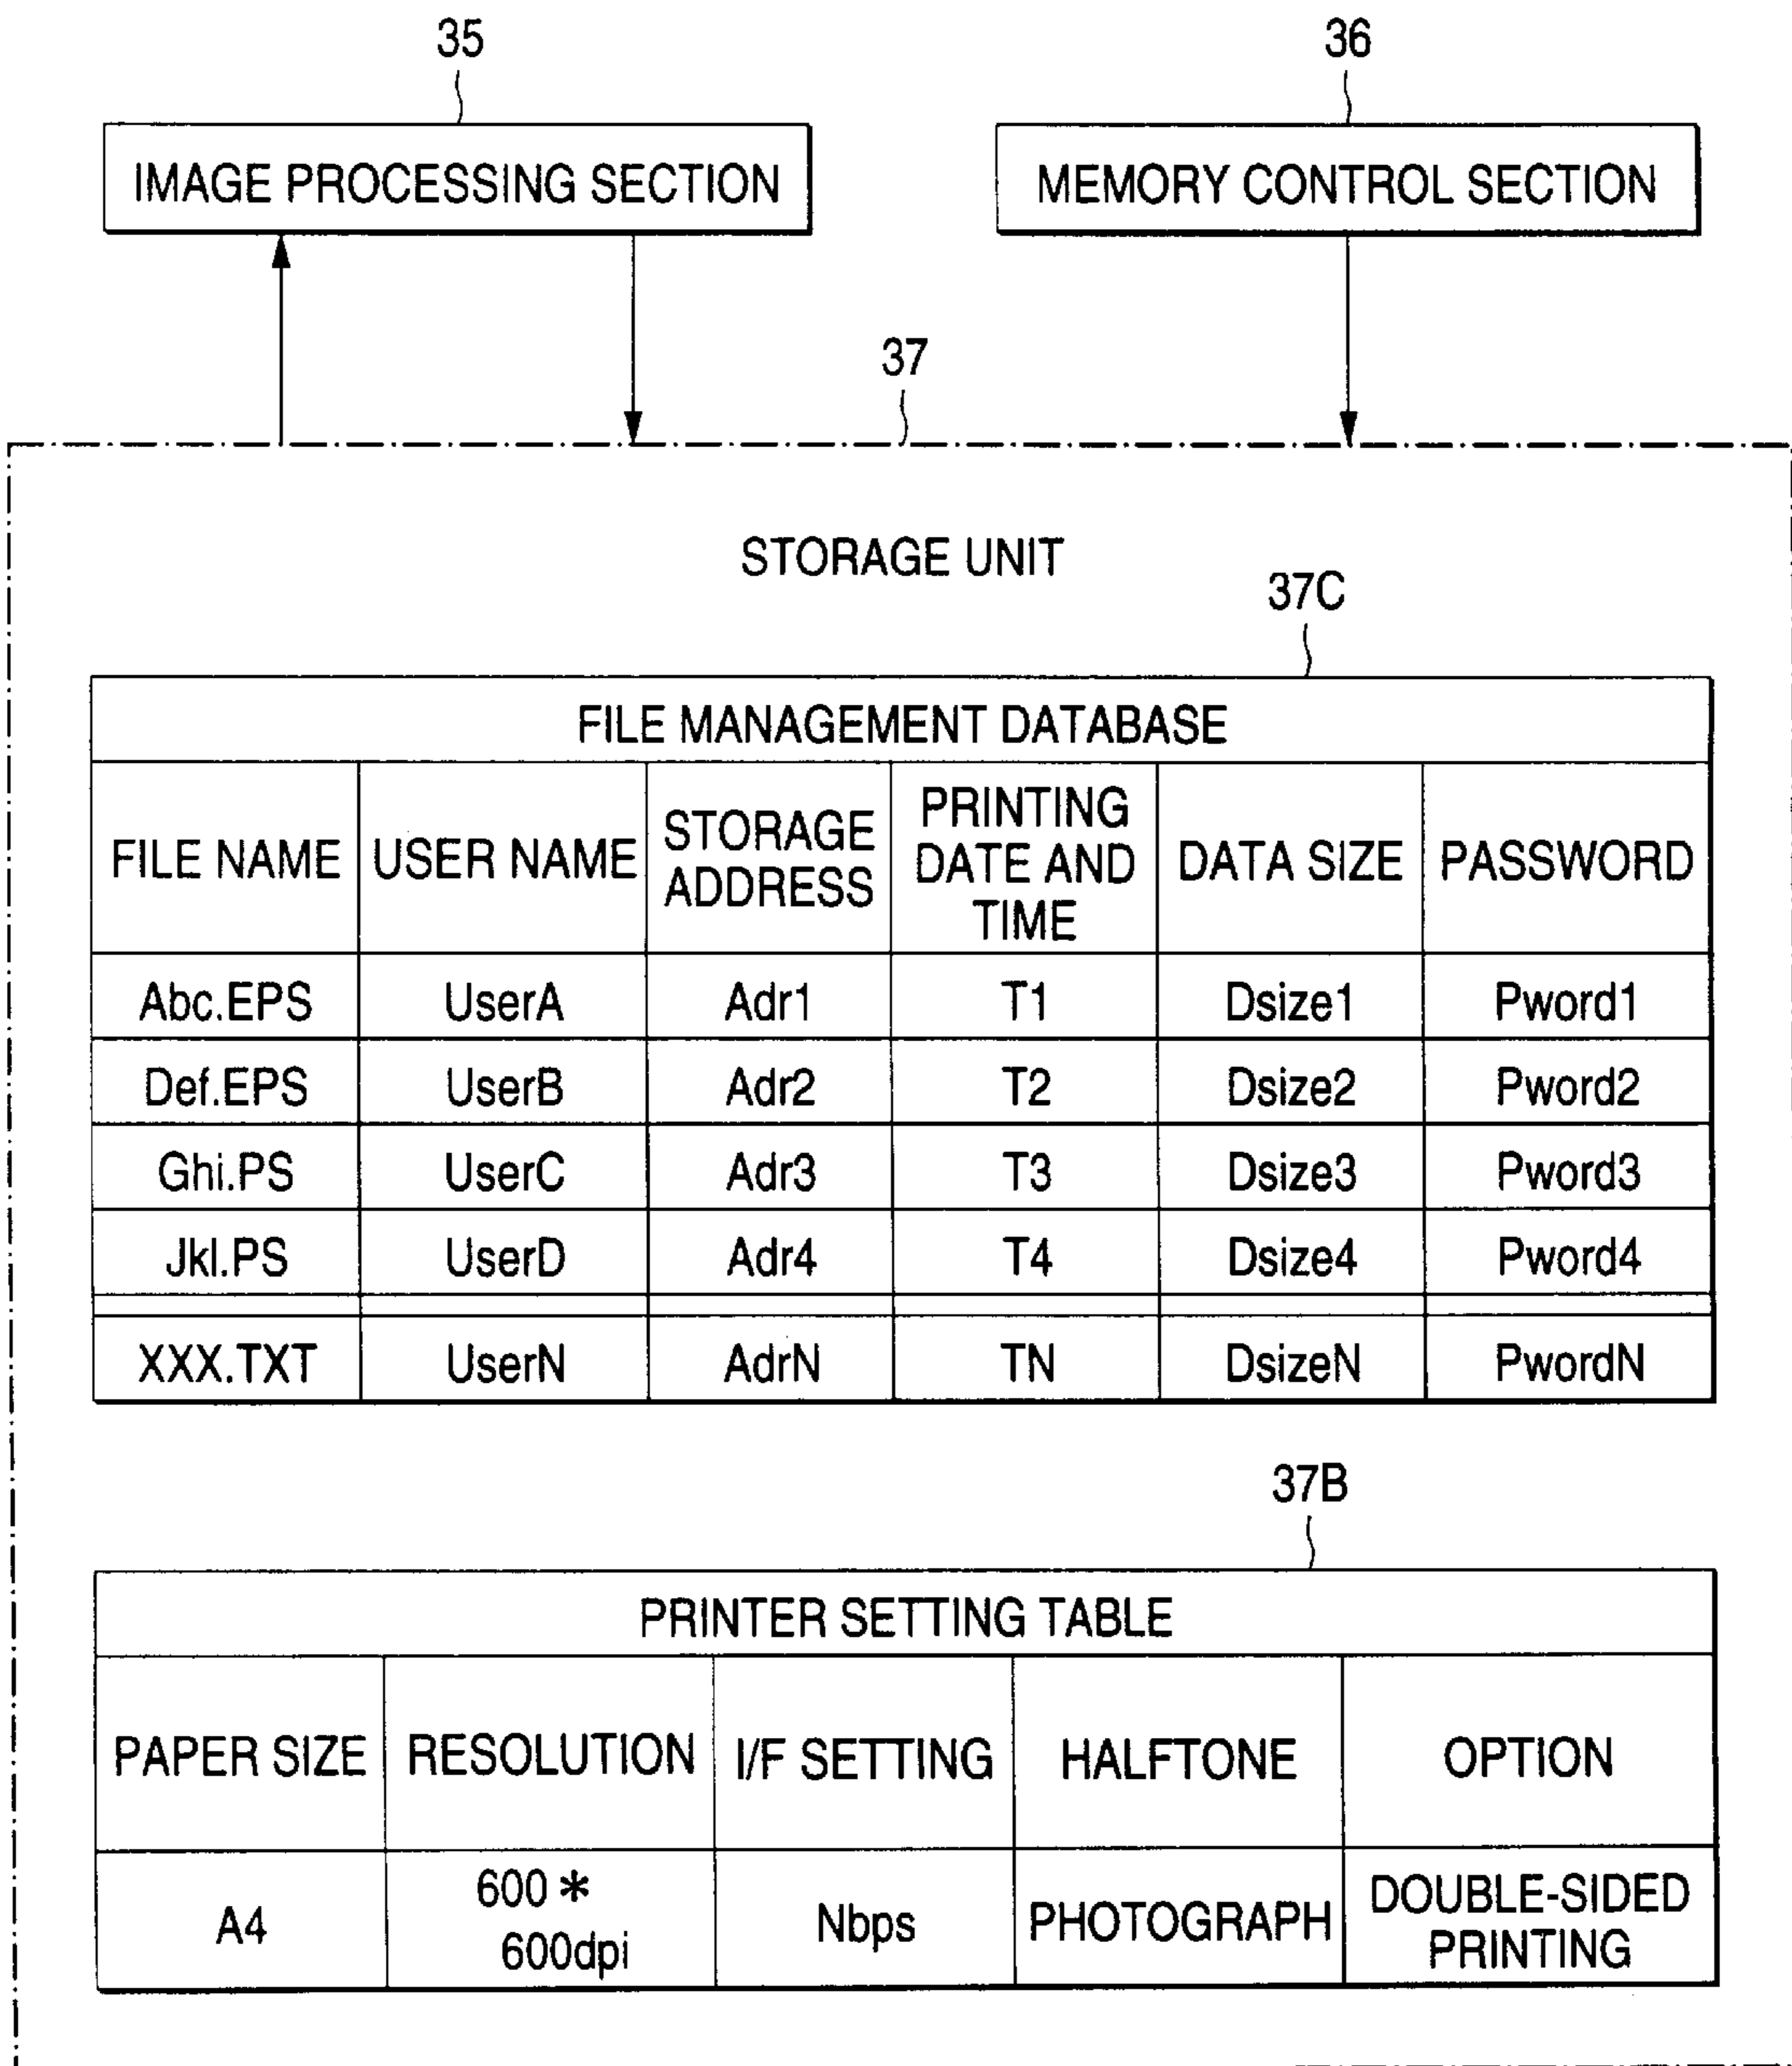 35
36
IMAGE PROCESSING SECTION
MEMORY CONTROL SECTION
37
STORAGE UNIT
37C
FILE MANAGEMENT DATABASE
FILE NAME USER NAME STORAGE ADDRESS PRINTING DATE AND TIME DATA SIZE PASSWORD
Abc.EPS UserA Adr1 T1 Dsize1 Pword1
Def.EPS UserB Adr2 T2 Dsize2 Pword2
Ghi.PS UserC Adr3 T3 Dsize3 Pword3
Jkl.PS UserD Adr4 T4 Dsize4 Pword4
XXX.TXT UserN AdrN TN DsizeN PwordN
37B
PRINTER SETTING TABLE
PAPER SIZE RESOLUTION I/F SETTING HALFTONE OPTION
A4 600 * 600dpi Nbps PHOTOGRAPH DOUBLE-SIDED PRINTING